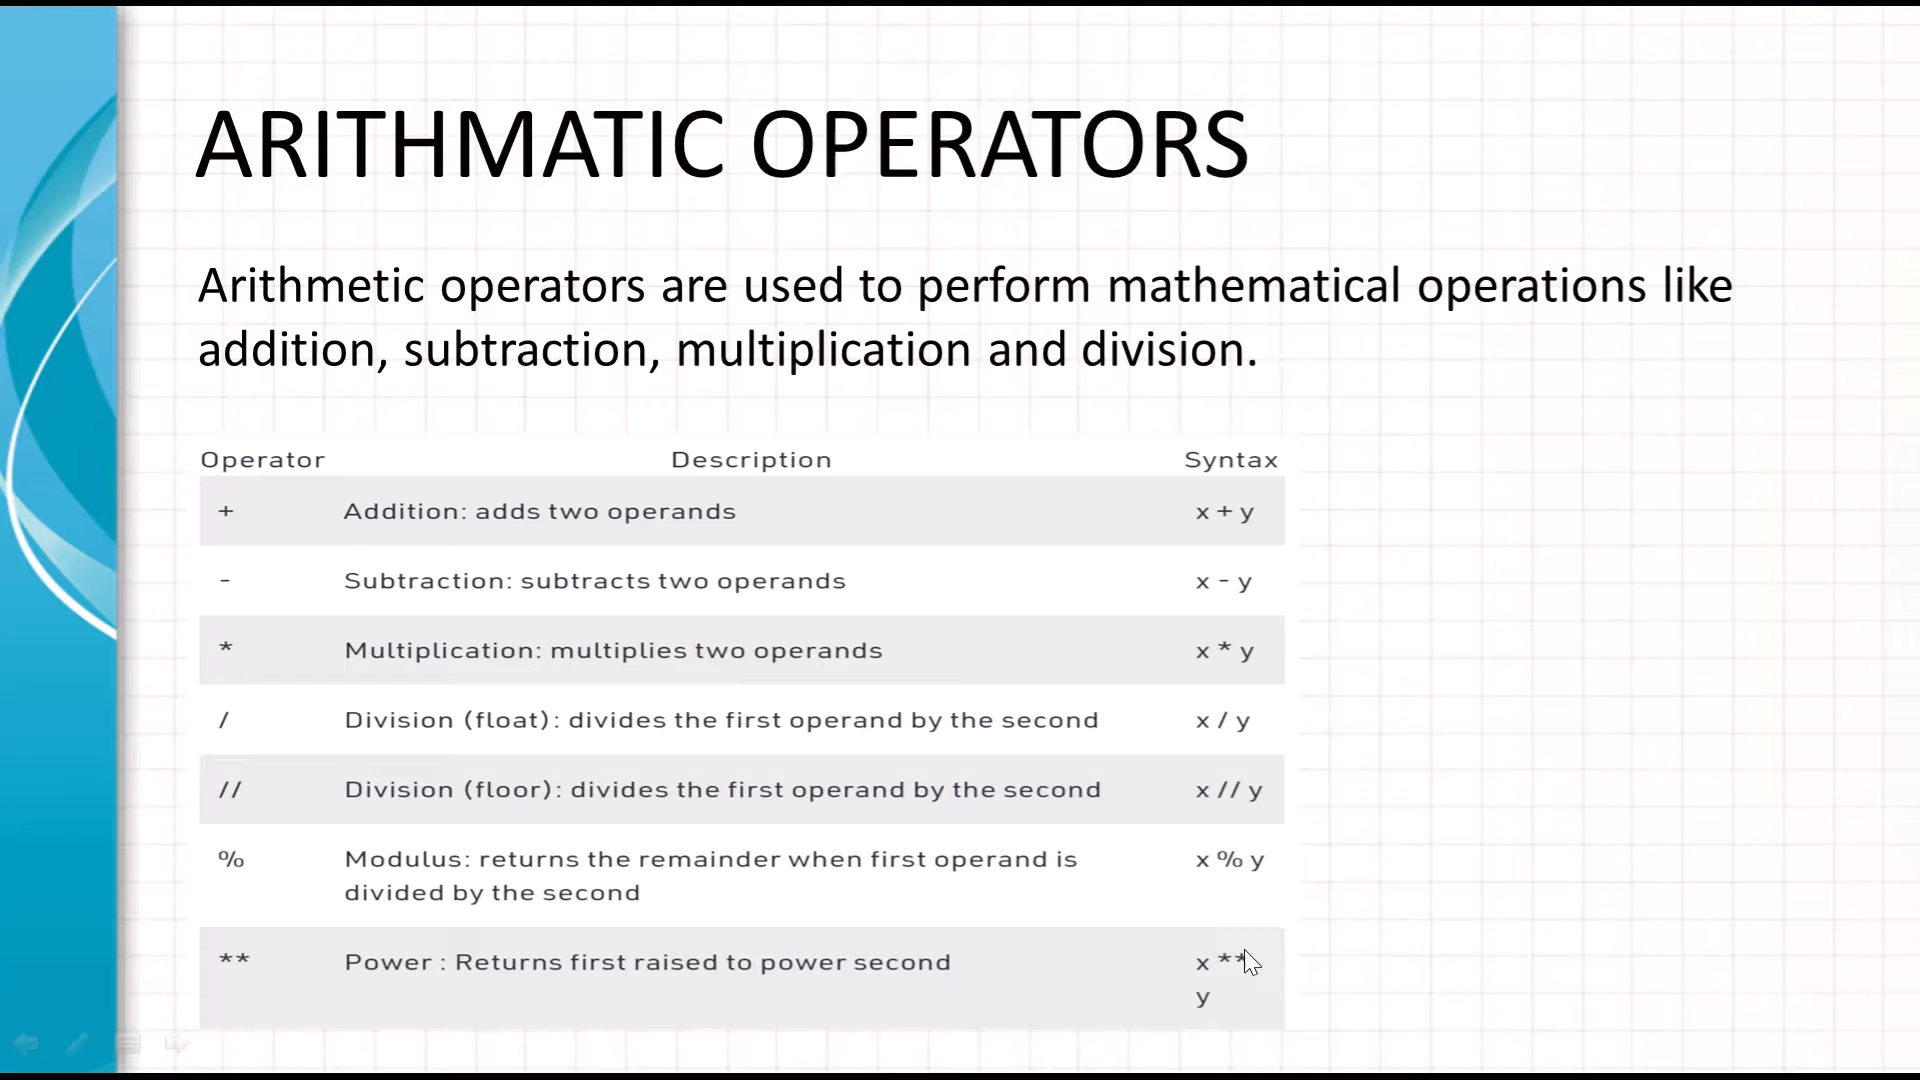 ARITHMATIC OPERATORS
Arithmetic operators are used to perform mathematical operations like
addition, subtraction, multiplication and division.
Operator Description Syntax
+ Addition: adds two operands x + y
- Subtraction: subtracts two operands x - y
* Multiplication: multiplies two operands x * y
/ Division (float): divides the first operand by the second x / y
// Division (floor): divides the first operand by the second x // y
% Modulus: returns the remainder when first operand is x % y
divided by the second
** Power : Returns first raised to power second x **
y